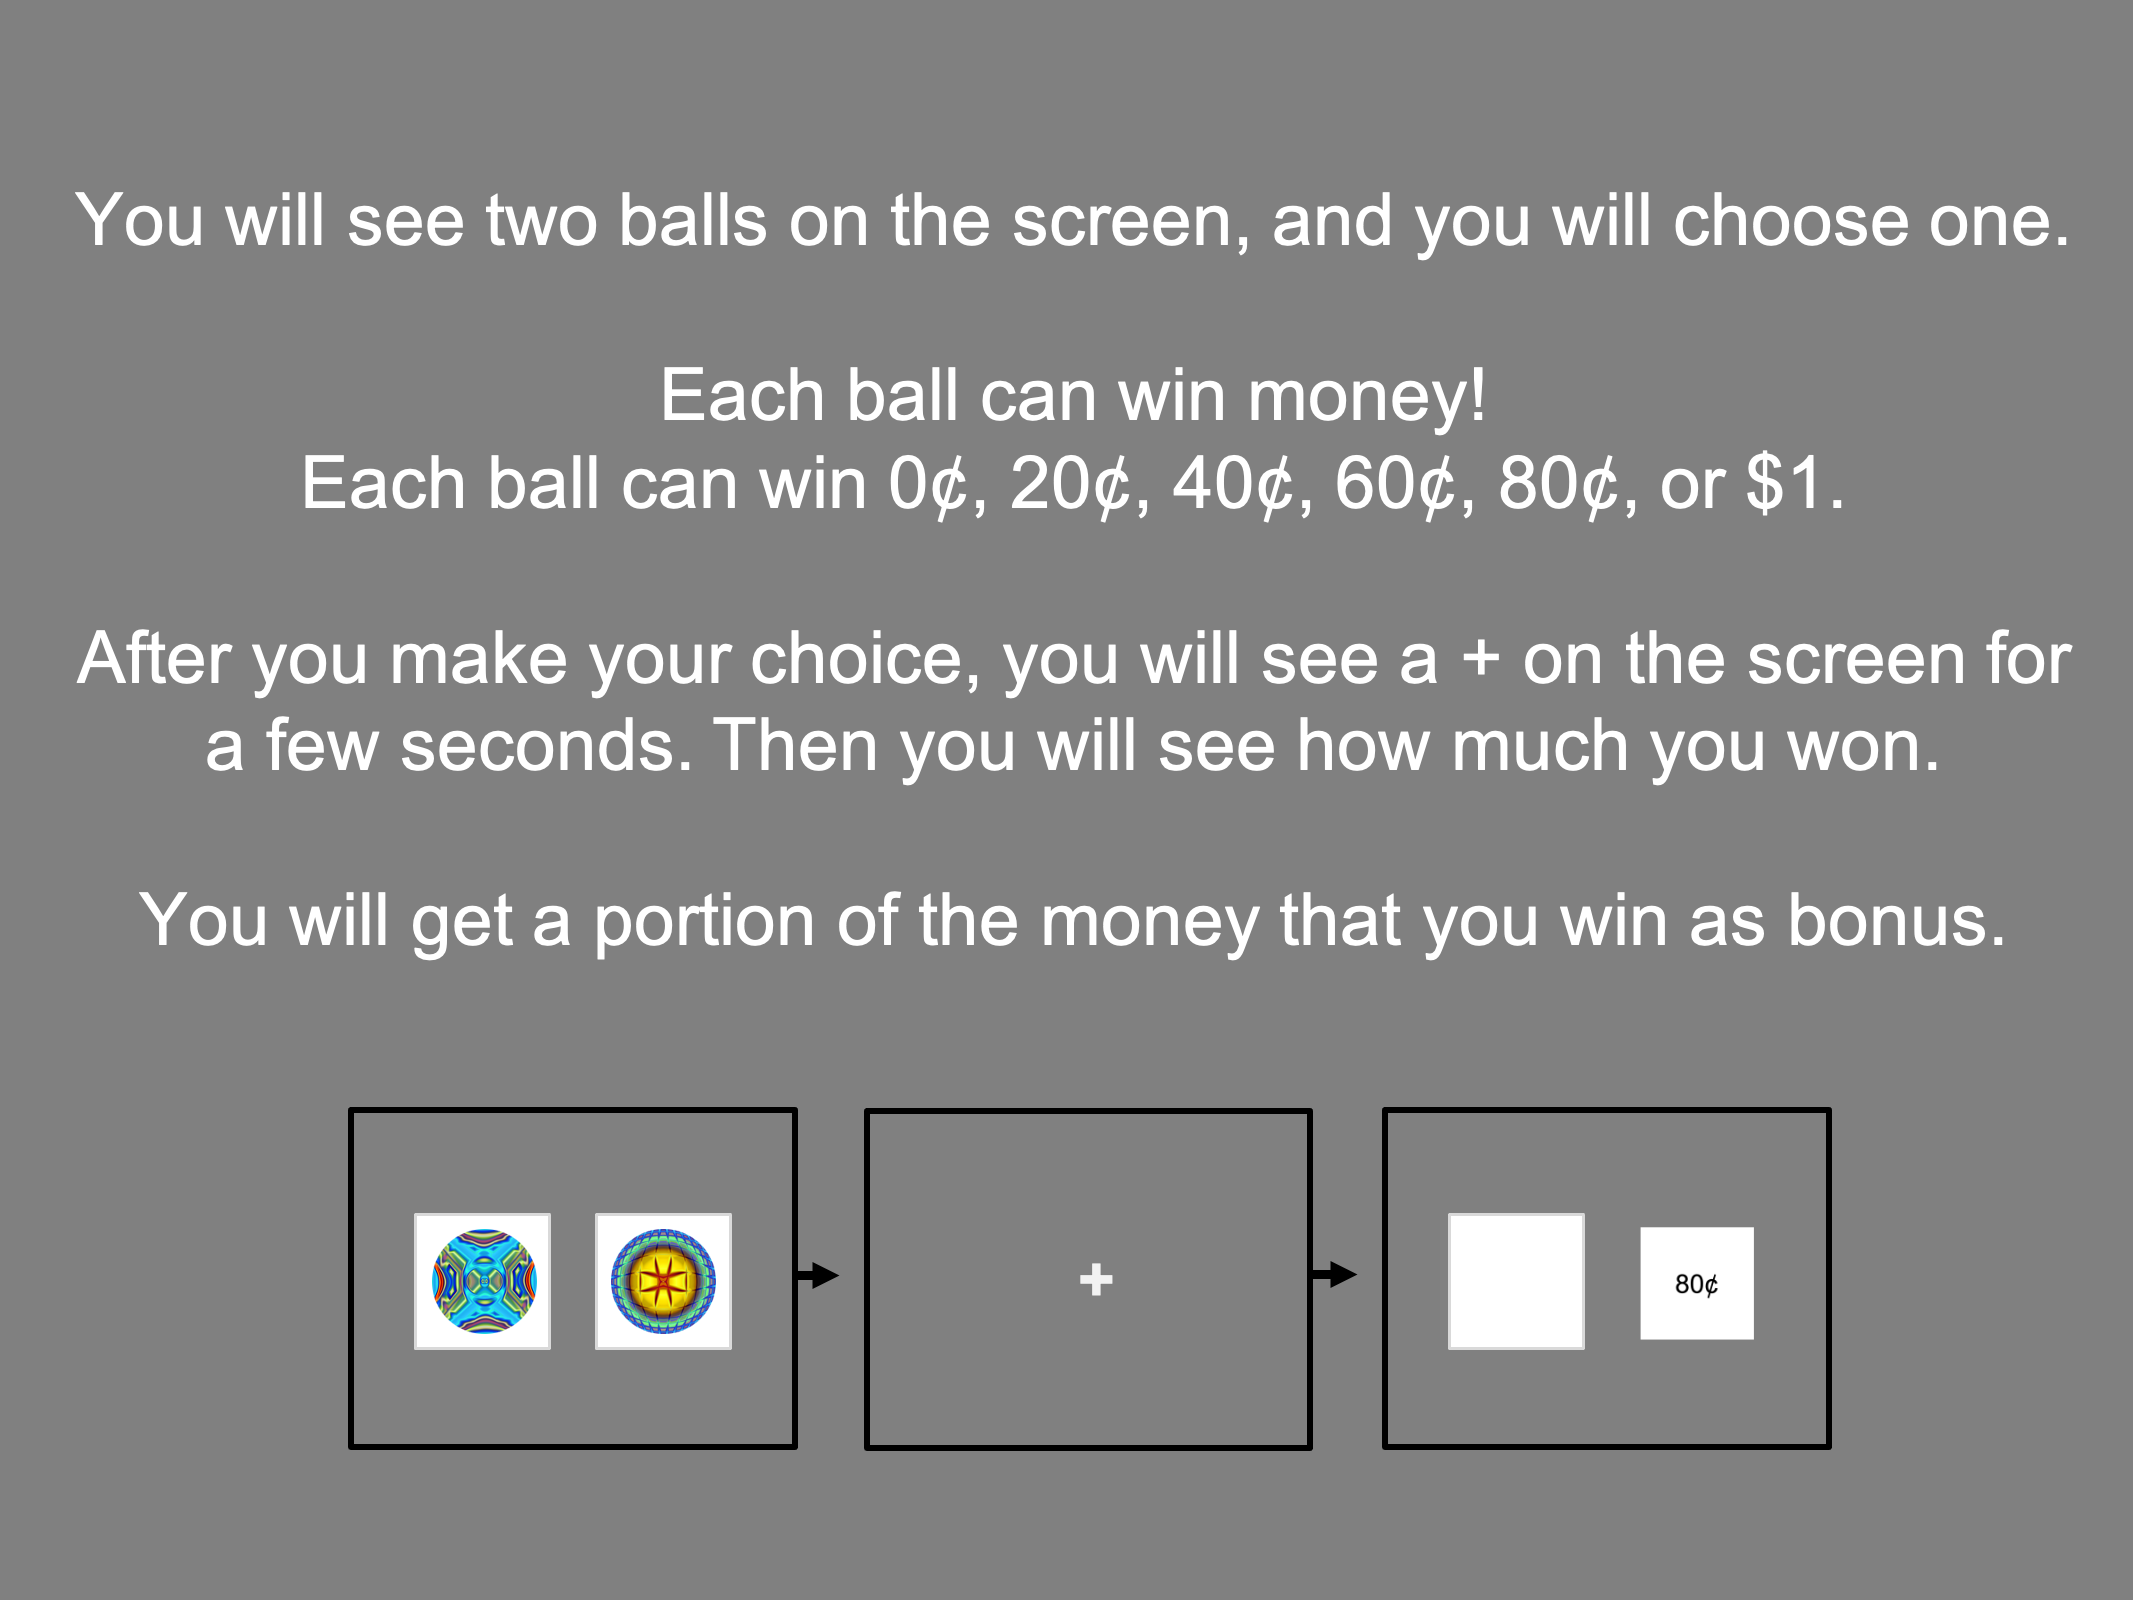 You will see two balls on the screen, and you will choose one.
Each ball can win money!
Each ball can win 0¢, 20¢, 40¢, 60¢, 80¢, or $1.
After you make your choice, you will see a + on the screen for
a few seconds. Then you will see how much you won.
You will get a portion of the money that you win as bonus.
+
80¢